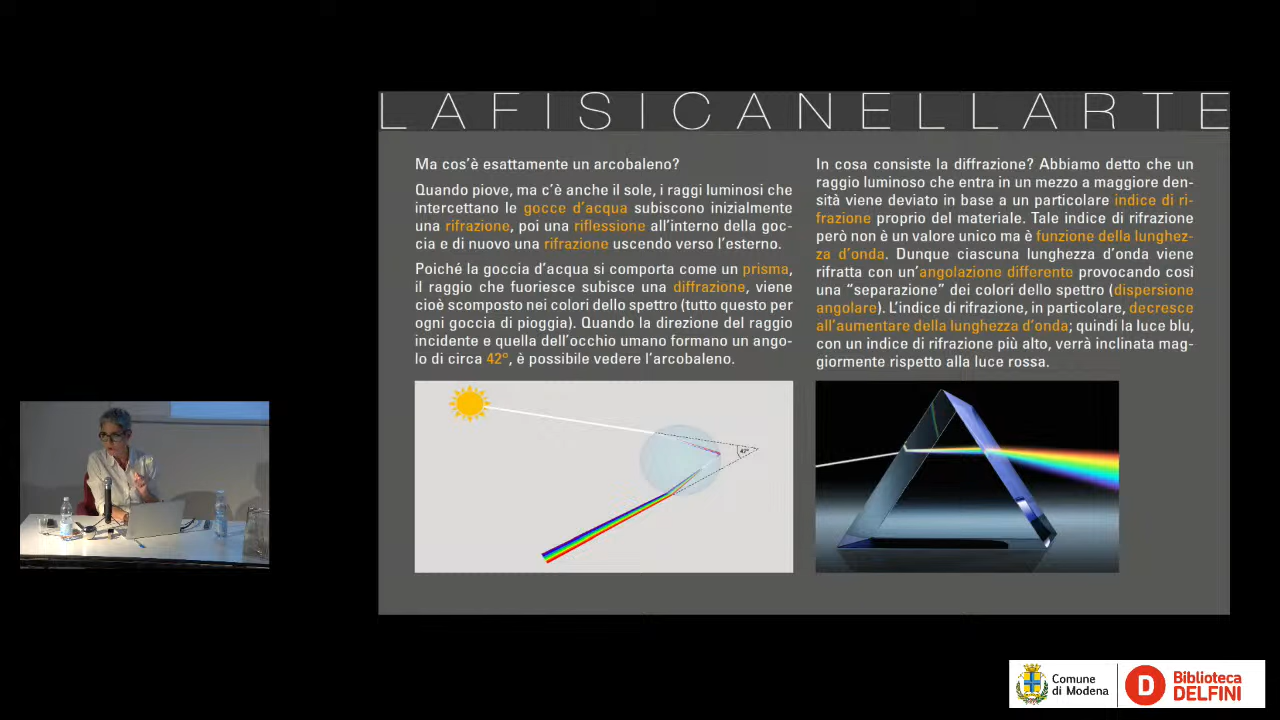 LAFISICANELLARTE
Ma cos'è esattamente un arcobaleno?
Quando piove, ma c'è anche il sole, i raggi luminosi che
intercettano le gocce d'acqua subiscono inizialmente
una rifrazione, poi una riflessione all'interno della goc-
cia e di nuovo una rifrazione uscendo verso l'esterno.
Poiché la goccia d'acqua si comporta come un prisma,
il raggio che fuoriesce subisce una diffrazione, viene
cioè scomposto nei colori dello spettro (tutto questo per
ogni goccia di pioggia). Quando la direzione del raggio
incidente e quella dell'occhio umano formano un ango-
lo di circa 42°, è possibile vedere l'arcobaleno.
42°
In cosa consiste la diffrazione? Abbiamo detto che un
raggio luminoso che entra in un mezzo a maggiore den-
sità viene deviato in base a un particolare indice di ri-
frazione proprio del materiale. Tale indice di rifrazione
però non è un valore unico ma è funzione della lunghez-
za d'onda. Dunque ciascuna lunghezza d'onda viene
rifratta con un'angolazione differente provocando così
una "separazione" dei colori dello spettro (dispersione
angolare). L'indice di rifrazione, in particolare, decresce
all'aumentare della lunghezza d'onda; quindi la luce blu,
con un indice di rifrazione più alto, verrà inclinata mag-
giormente rispetto alla luce rossa.
Comune
di Modena
D
Biblioteca
DELFINI